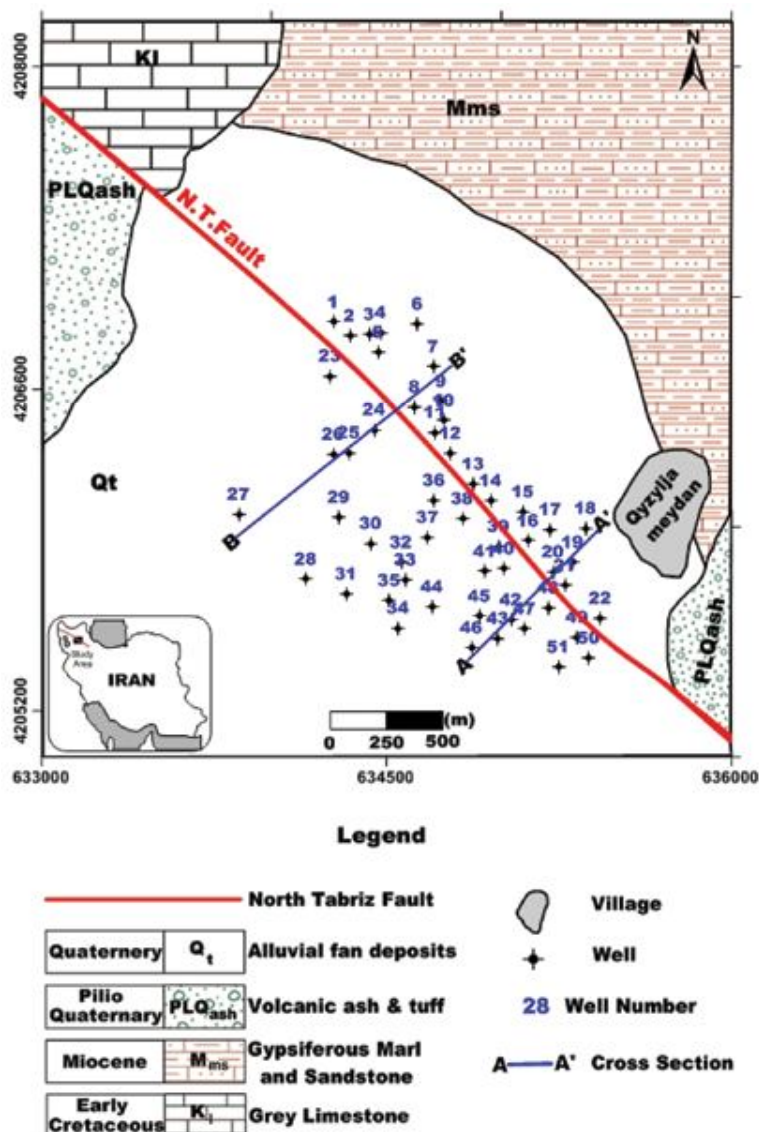 N
4208000
4206600
4205200
Kl
Mms
PLQash
N.T.Fault
1
2
34
5
6
7
B'
23
8
9
10
11
12
24
26
25
13
14
Qt
27
B
29
36
38
15
17
18
A'
Qyzylja
meydan
30
37
39
16
32
33
41
40
20
19
21
28
31
35
34
44
45
42
48
22
43
47
49
46
A
51
50
PLQash
Study
Area
IRAN
(m)
0 250 500
633000 634500 636000
Legend
North Tabriz Fault
Village
Quaternery Qt Alluvial fan deposits
Well
Pilio
Quaternary PLQash Volcanic ash & tuff
28 Well Number
Miocene Mms Gypsiferous Marl
and Sandstone
A A' Cross Section
Early
Cretaceous Kl Grey Limestone